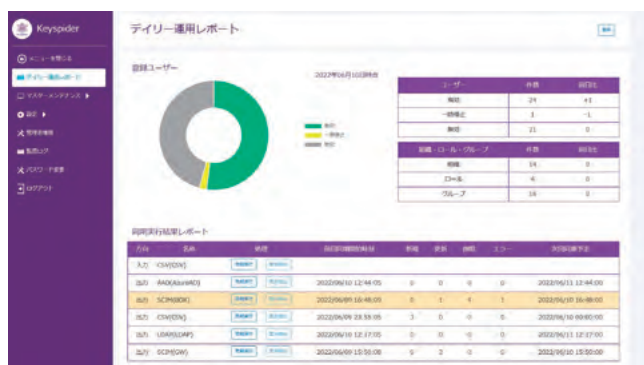 Keyspider
デイリー運用レポート
メニューを閉じる
デイリー運用レポート
マスターメンテナンス
設定
管理者権限
監査ログ
パスワード変更
ログアウト
登録ユーザー
2022年06月10日時点
有効
一時停止
無効
ユーザー 件数 前日比
有効 24 +1
一時停止 1 -1
無効 21 0
組織・ロール・グループ 件数 前日比
組織 14 0
ロール 6 0
グループ 16 0
同期実行結果レポート
方向 名称 処理 前回同期開始時刻 新規 更新 削除 エラー 次回同期予定
入力 CSV(CSV)
出力 AAD(AzureAD) 2022/06/10 12:44:05 0 0 0 0 2022/06/11 12:44:00
出力 SCIM(BOX) 2022/06/09 16:48:05 0 1 4 1 2022/06/10 16:48:00
出力 CSV(CSV) 2022/06/09 23:58:05 3 0 0 0 2022/06/10 00:00:00
出力 LDAP(LDAP) 2022/06/10 12:17:05 0 0 0 0 2022/06/11 12:17:00
出力 SCIM(GW) 2022/06/09 15:50:08 0 2 0 0 2022/06/10 15:50:00